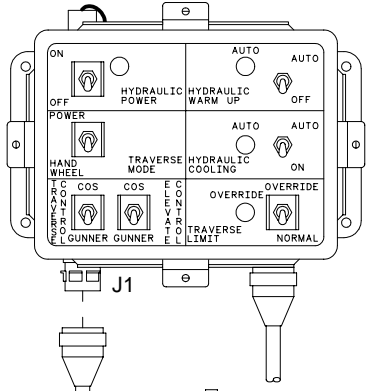 ON
OFF
HYDRAULIC
POWER
AUTO
AUTO
HYDRAULIC
WARM UP
OFF
POWER
HAND
WHEEL
TRAVERSE
MODE
AUTO
AUTO
HYDRAULIC
COOLING
ON
TRAVERSE
CONTROL
COS
GUNNER
COS
GUNNER
ELEVATE
CONTROL
OVERRIDE
OVERRIDE
TRAVERSE
LIMIT
NORMAL
J1